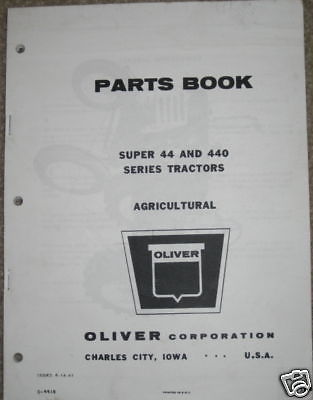 PARTS BOOK
SUPER 44 AND 440
SERIES TRACTORS
AGRICULTURAL
OLIVER
OLIVER CORPORATION
CHARLES CITY, IOWA • • • U.S.A.